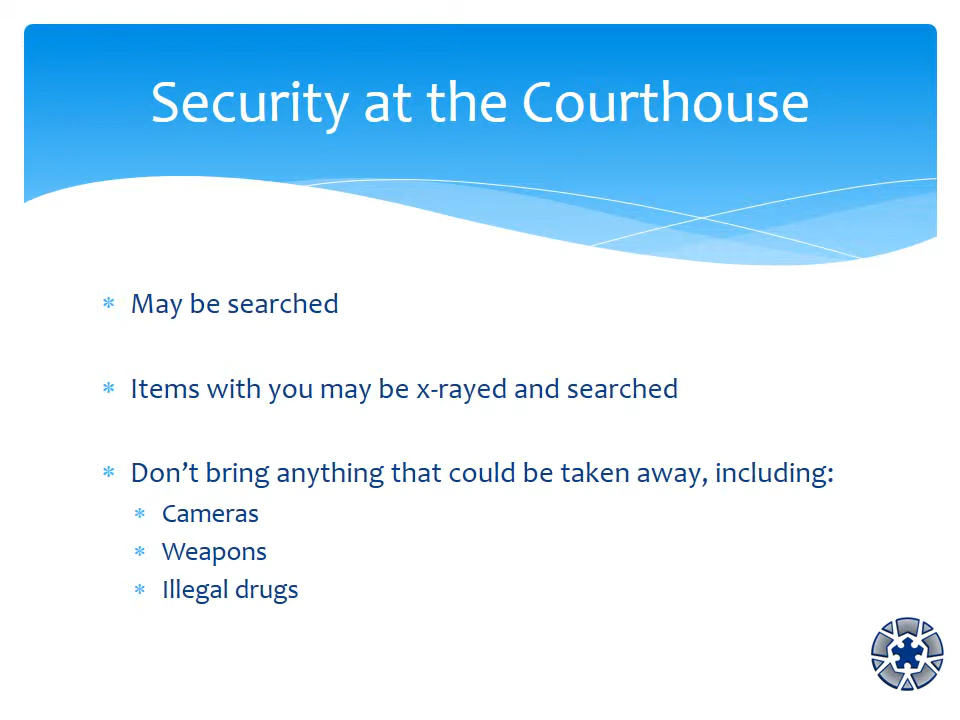 Security at the Courthouse
* May be searched
* Items with you may be x-rayed and searched
* Don’t bring anything that could be taken away, including:
* Cameras
* Weapons
* Illegal drugs